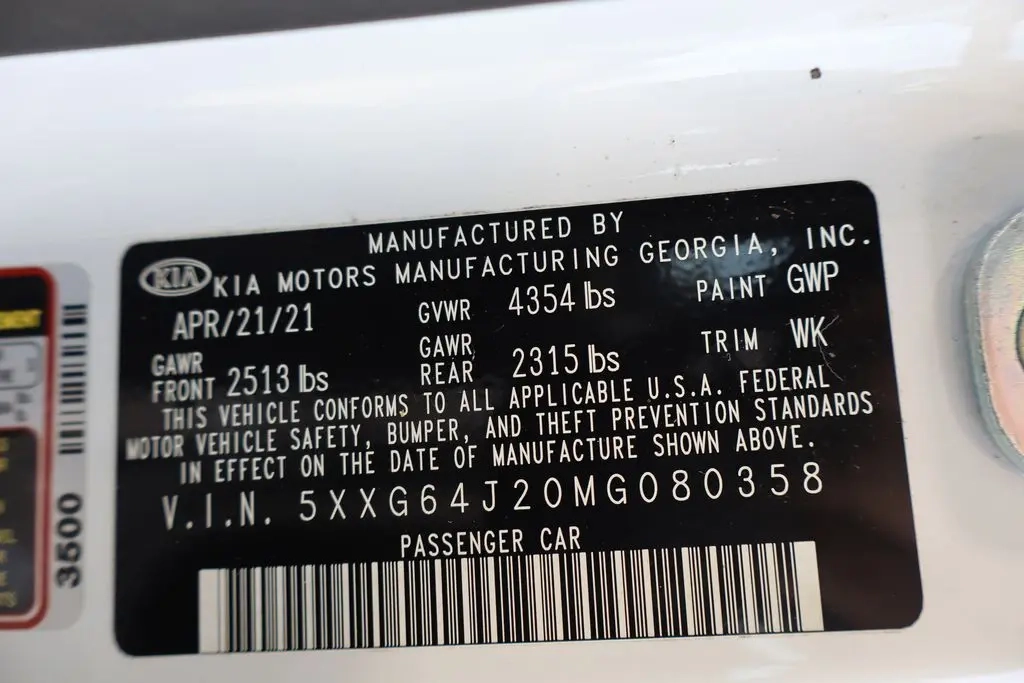 MANUFACTURED BY
KIA KIA MOTORS MANUFACTURING GEORGIA, INC.
APR/21/21 GVWR 4354 lbs PAINT GWP
GAWR FRONT 2513 lbs GAWR REAR 2315 lbs TRIM WK
THIS VEHICLE CONFORMS TO ALL APPLICABLE U.S.A. FEDERAL
MOTOR VEHICLE SAFETY, BUMPER, AND THEFT PREVENTION STANDARDS
IN EFFECT ON THE DATE OF MANUFACTURE SHOWN ABOVE.
V.I.N. 5XXG64J20MG080358
PASSENGER CAR
3500